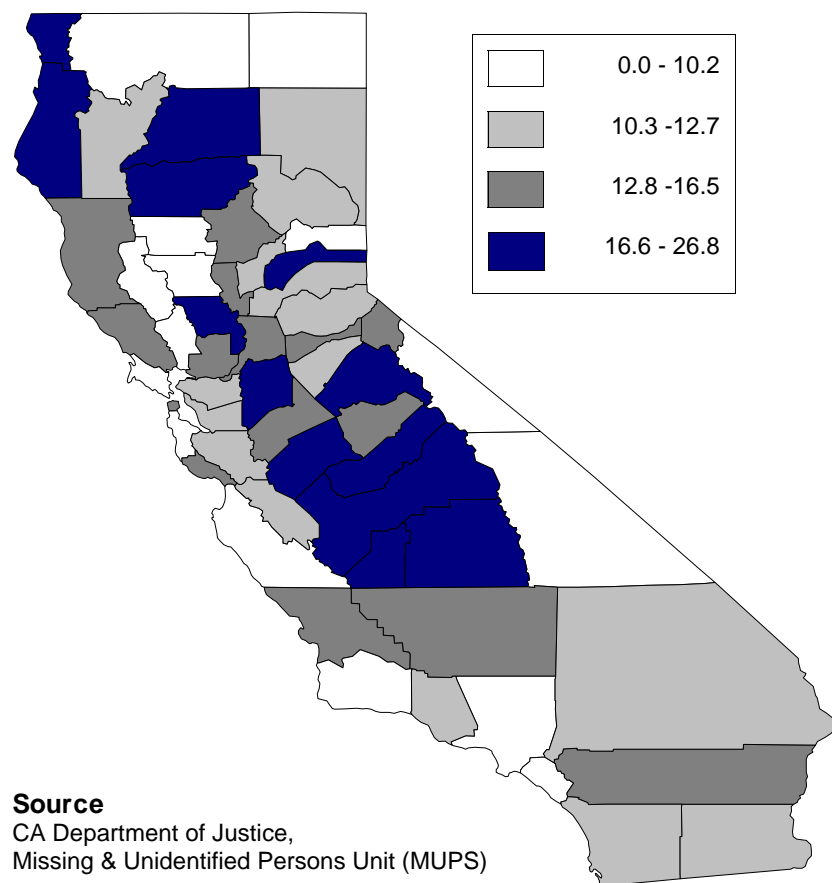 0.0 - 10.2
10.3 -12.7
12.8 -16.5
16.6 - 26.8
Source
CA Department of Justice,
Missing & Unidentified Persons Unit (MUPS)